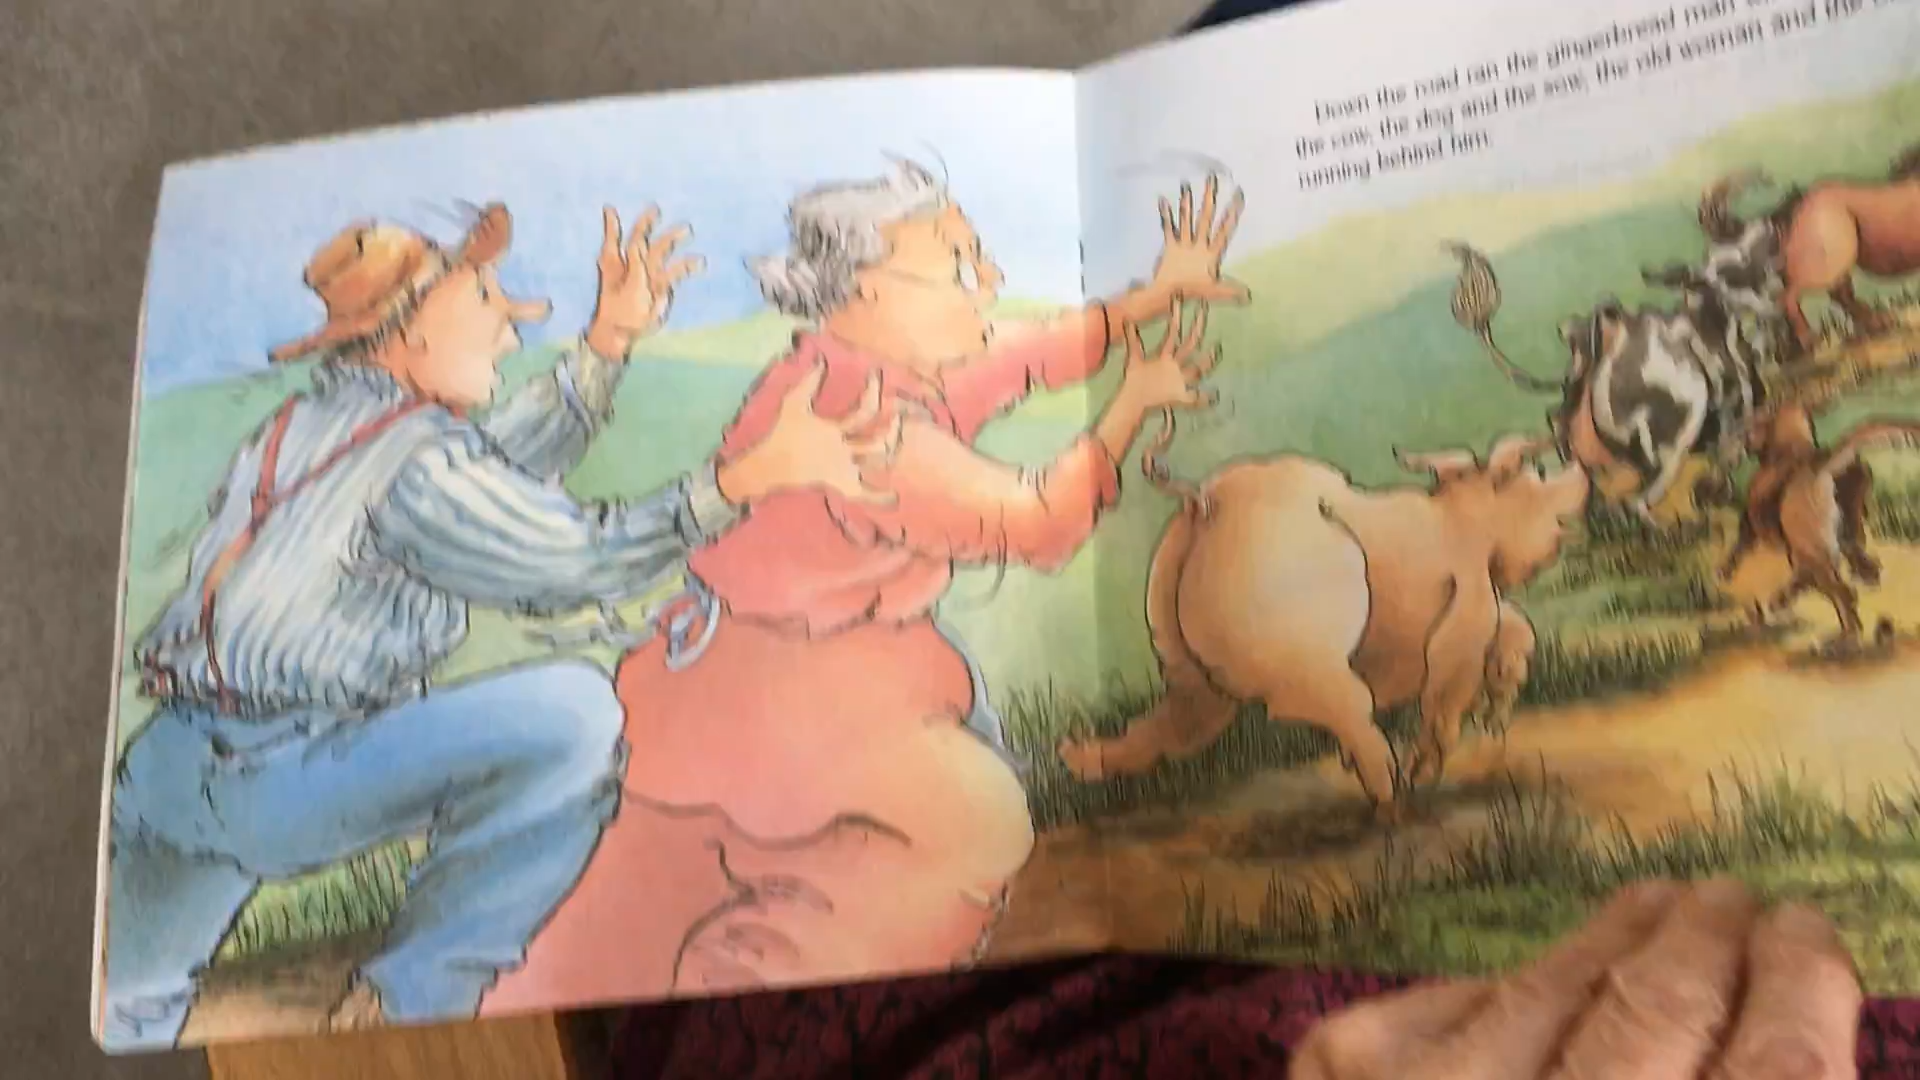 Down the road ran the gingerbread man
the cow, the dog and the sow, the old woman and the
running behind him.